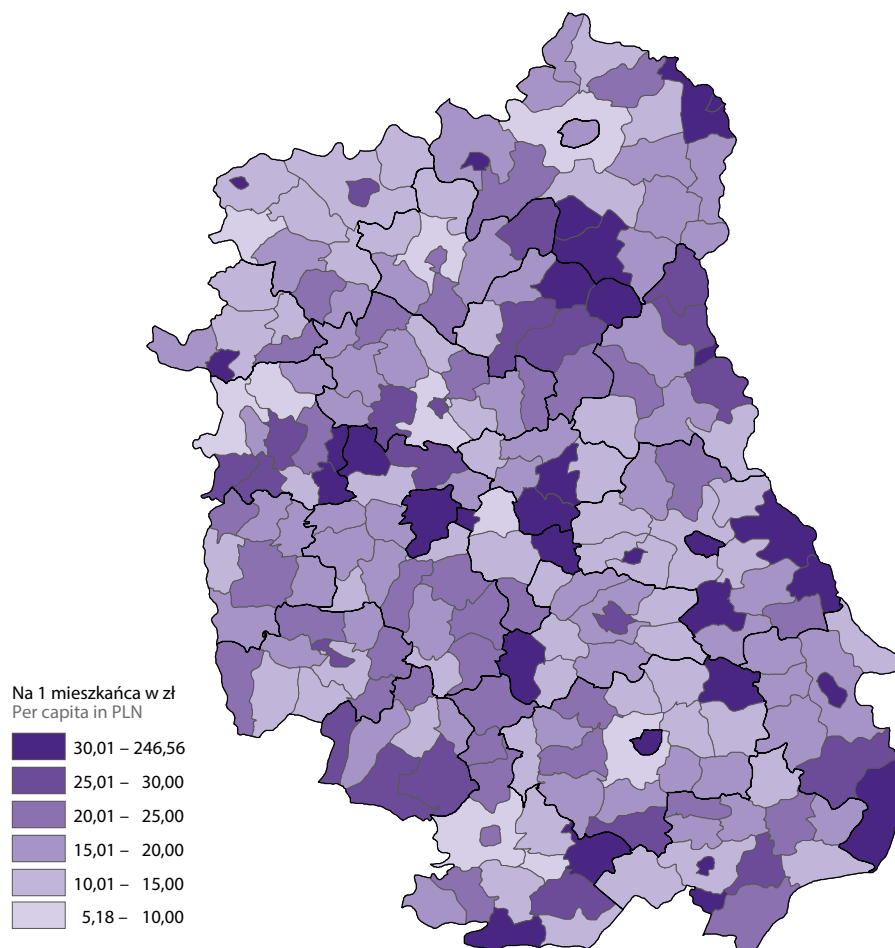 Na 1 mieszkańca w zł
Per capita in PLN
30,01 – 246,56
25,01 – 30,00
20,01 – 25,00
15,01 – 20,00
10,01 – 15,00
5,18 – 10,00